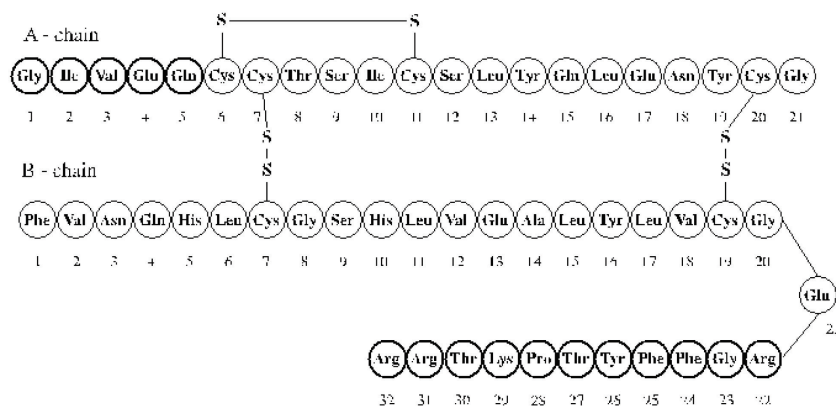 S S
A - chain
Gly Ile Val Glu Gln Cys Cys Thr Ser Ile Cys Ser Leu Tyr Gln Leu Glu Asn Tyr Cys Gly
1 2 3 4 5 6 7 8 9 10 11 12 13 14 15 16 17 18 19 20 21
S S
S S
B - chain
Phe Val Asn Gln His Leu Cys Gly Ser His Leu Val Glu Ala Leu Tyr Leu Val Cys Gly
1 2 3 4 5 6 7 8 9 10 11 12 13 14 15 16 17 18 19 20
Glu
2
Arg Arg Thr Lys Pro Thr Tyr Phe Phe Gly Arg
32 31 30 29 28 27 25 24 23 22